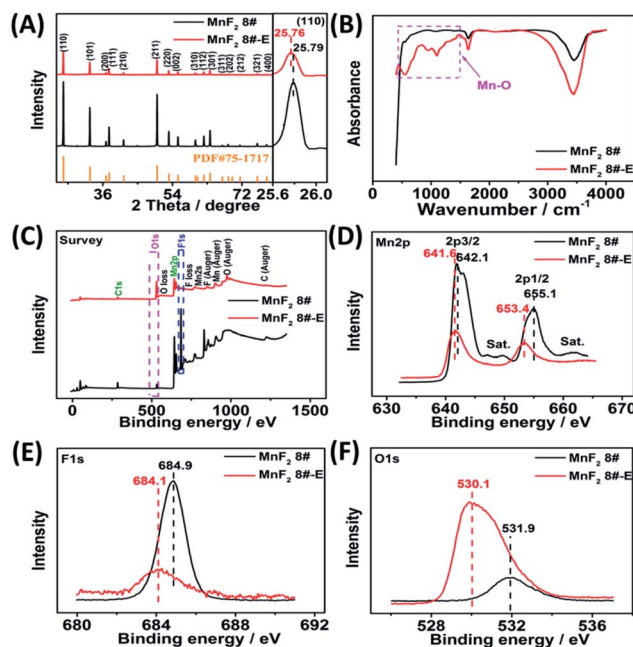 (A)
MnF2 8#
MnF2 8#-E
(110)
(101)
(200)
(111)
(210)
(211)
(220)
(002)
(310)
(112)
(301)
(311)
(202)
(212)
(321)
(400)
(110)
25.76
25.79
PDF#75-1717
Intensity
36 54 72 25.6 26.0
2 Theta / degree
(B)
Mn-O
MnF2 8#
MnF2 8#-E
Absorbance
0 1000 2000 3000 4000
Wavenumber / cm-1
(C)
Survey
C1s
O1s
O loss
Mn2p
F1s
F loss
Mn2s
F (Auger)
Mn (Auger)
O (Auger)
C (Auger)
MnF2 8#
MnF2 8#-E
Intensity
0 500 1000 1500
Binding energy / eV
(D)
Mn2p
2p3/2
641.6
642.1
2p1/2
655.1
653.4
Sat.
Sat.
MnF2 8#
MnF2 8#-E
Intensity
630 640 650 660 670
Binding energy / eV
(E)
F1s
684.9
684.1
MnF2 8#
MnF2 8#-E
Intensity
680 684 688 692
Binding energy / eV
(F)
O1s
530.1
531.9
MnF2 8#
MnF2 8#-E
Intensity
528 532 536
Binding energy / eV